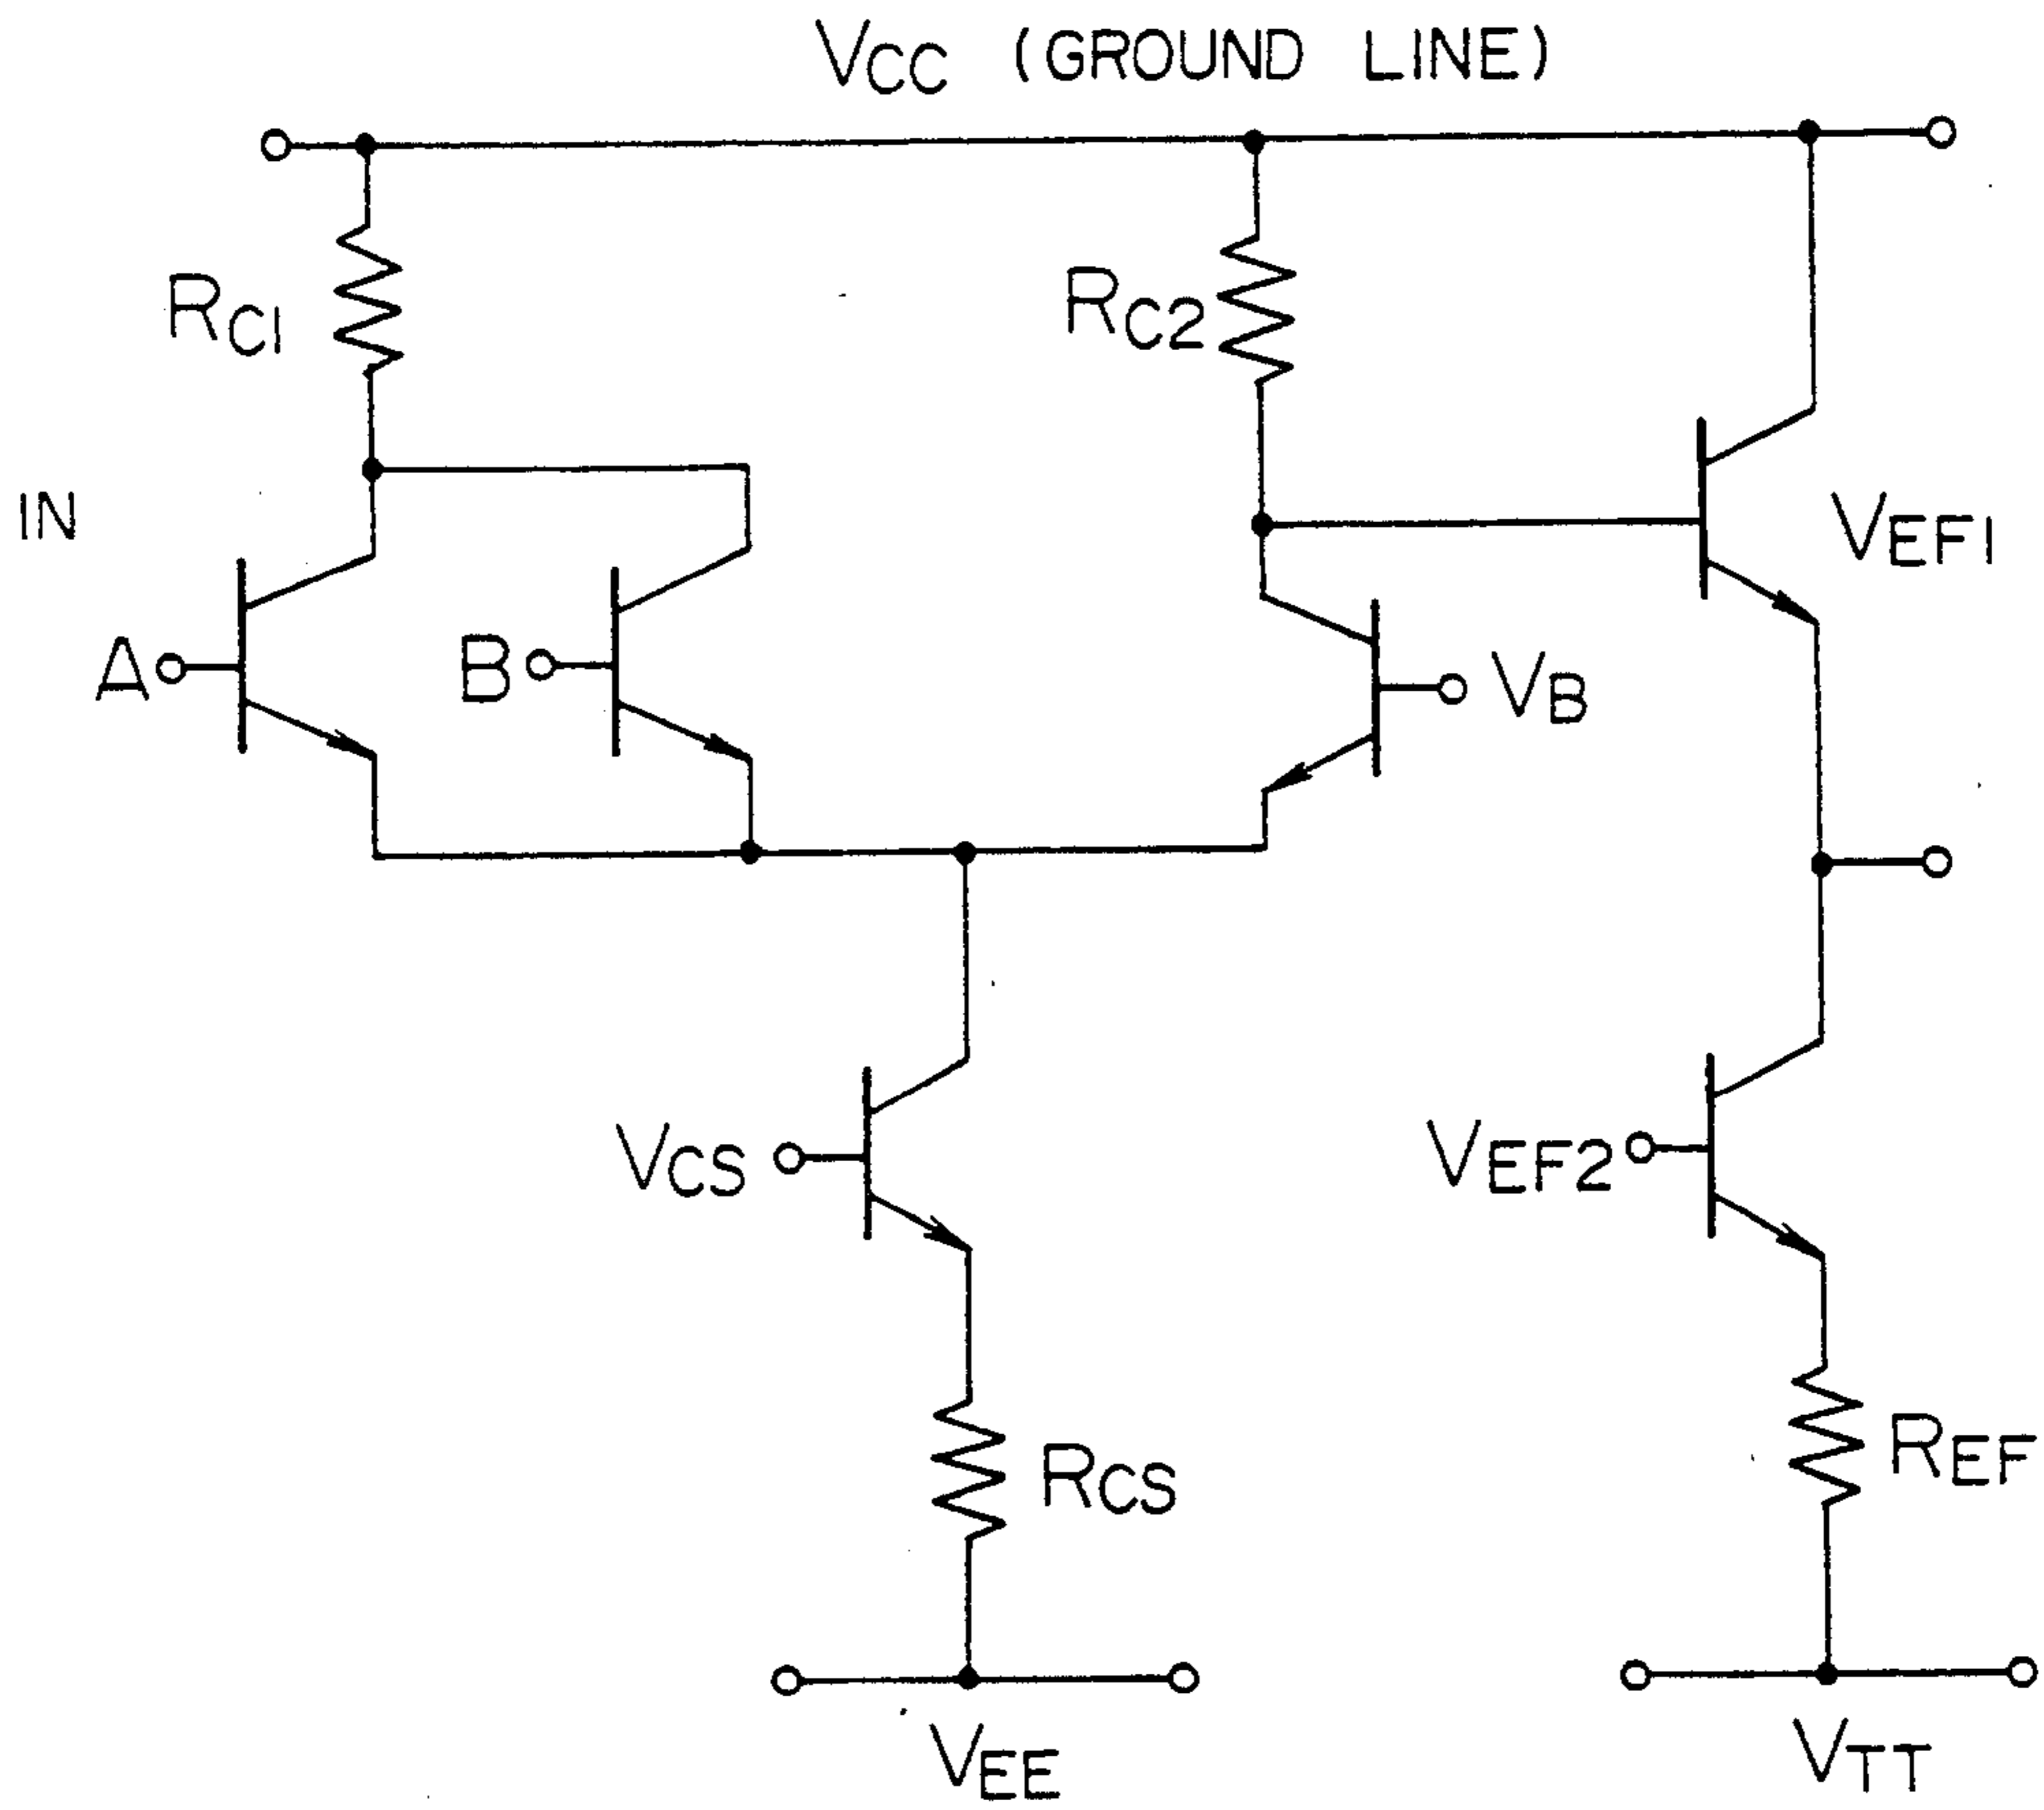 VCC (GROUND LINE)
RC1
RC2
IN
VEF1
A
B
VB
VCS
VEF2
RCS
REF
VEE
VTT